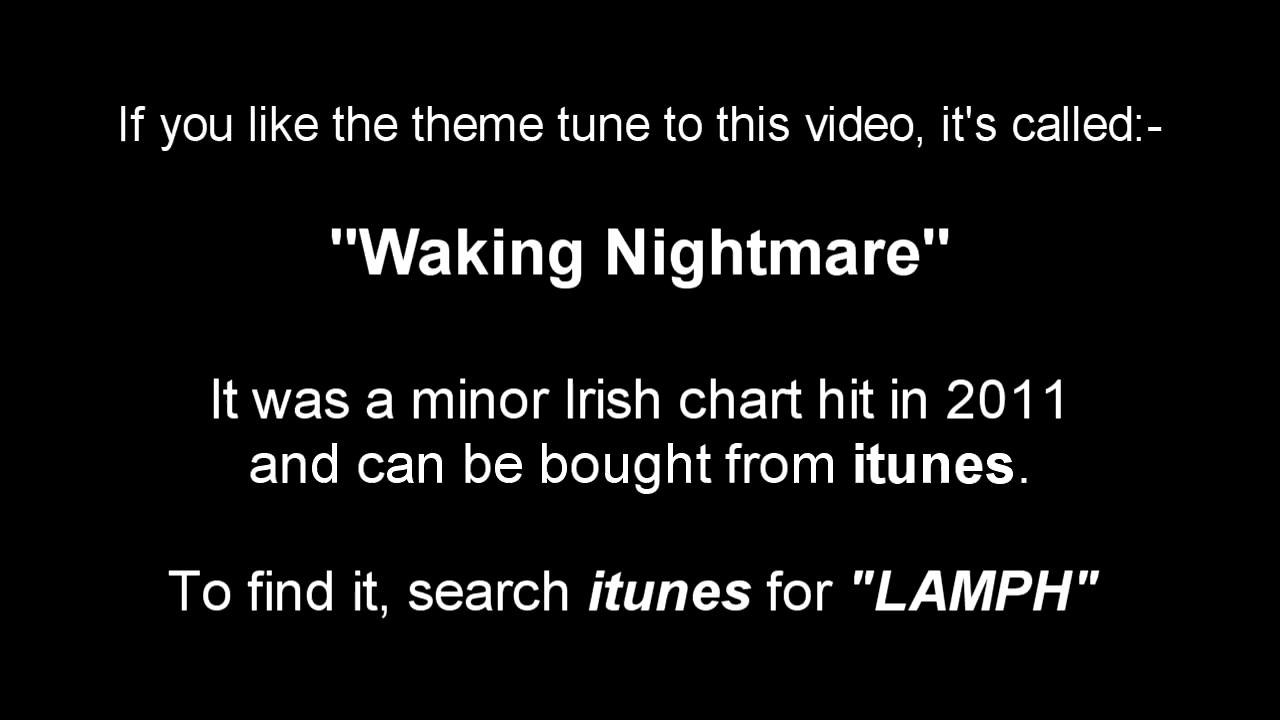 If you like the theme tune to this video, it's called:-
"Waking Nightmare"
It was a minor Irish chart hit in 2011
and can be bought from itunes.
To find it, search itunes for "LAMPH"